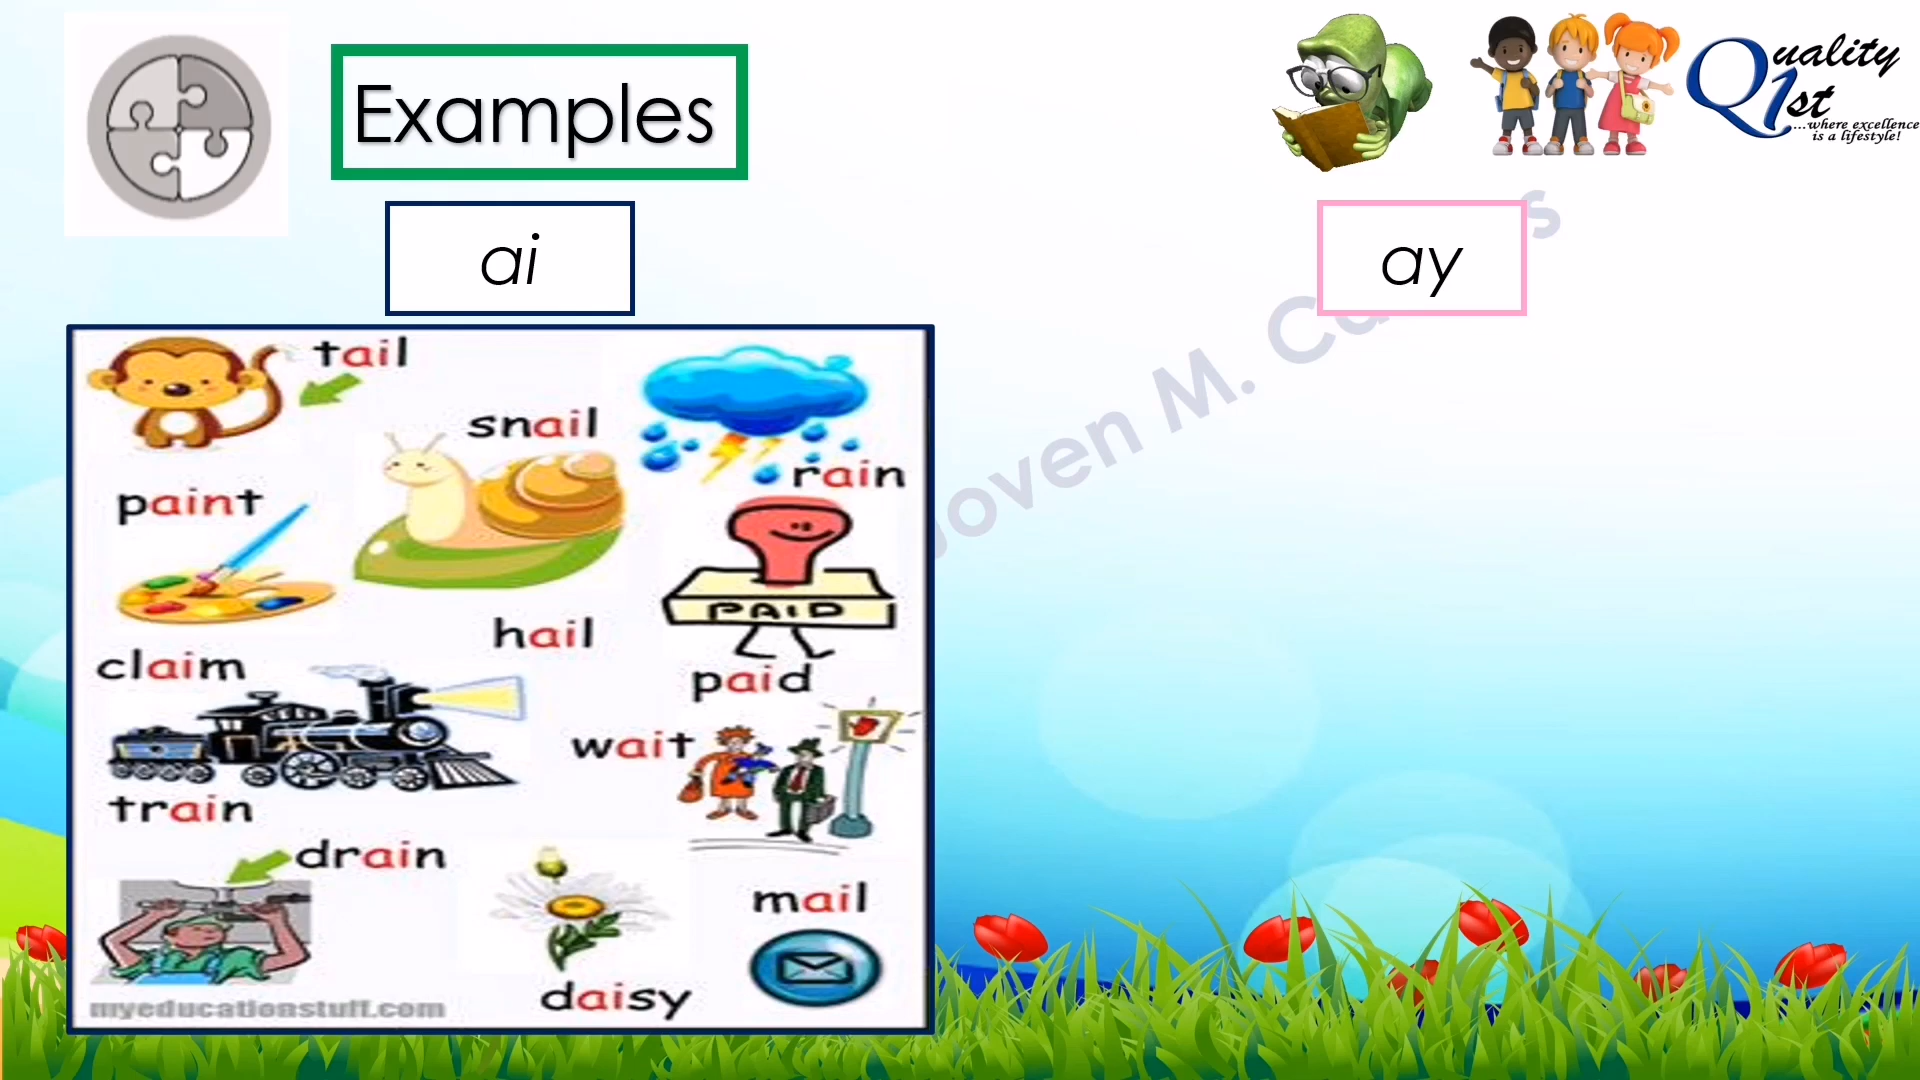 Examples
Quality
1st
...where excellence
is a lifestyle!
ai
ay
oven M. C
s
tail
snail
rain
paint
PAID
hail
claim
paid
wait
train
drain
mail
daisy
myeducationstuff.com